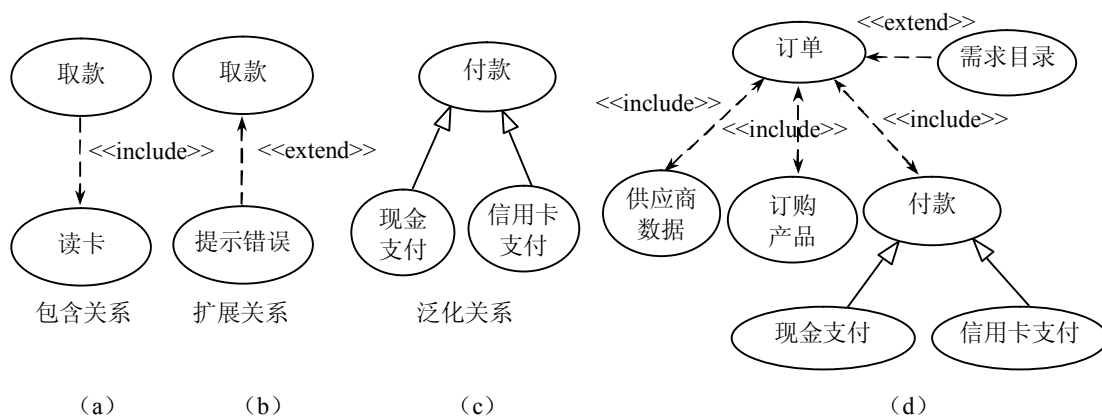 取款
<<include>>
读卡
包含关系
(a)
取款
<<extend>>
提示错误
扩展关系
(b)
付款
现金
支付
信用卡
支付
泛化关系
(c)
<<extend>>
订单
需求目录
<<include>>
<<include>>
<<include>>
供应商
数据
订购
产品
付款
现金支付
信用卡支付
(d)